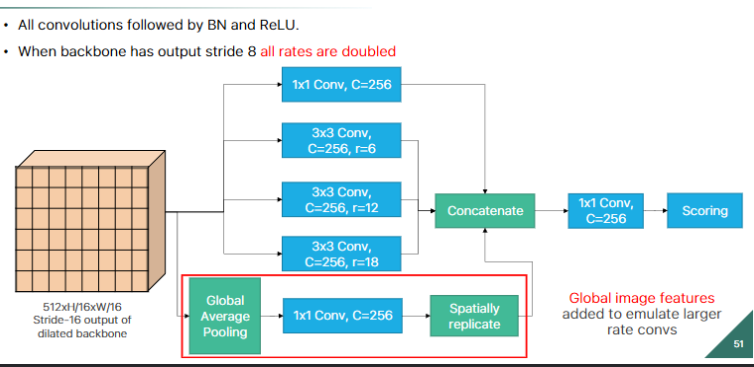 • All convolutions followed by BN and ReLU.
• When backbone has output stride 8 all rates are doubled
1x1 Conv, C=256
3x3 Conv,
C=256, r=6
3x3 Conv,
C=256, r=12
3x3 Conv,
C=256, r=18
Concatenate
1x1 Conv,
C=256
Scoring
512xH/16xW/16
Stride-16 output of
dilated backbone
Global
Average
Pooling
1x1 Conv, C=256
Spatially
replicate
Global image features
added to emulate larger
rate convs
51